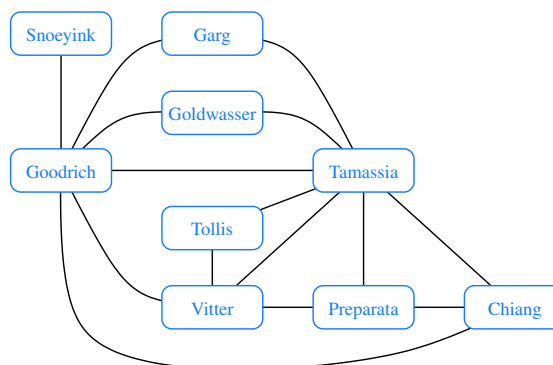 Snoeyink
Garg
Goldwasser
Goodrich
Tamassia
Tollis
Vitter
Preparata
Chiang